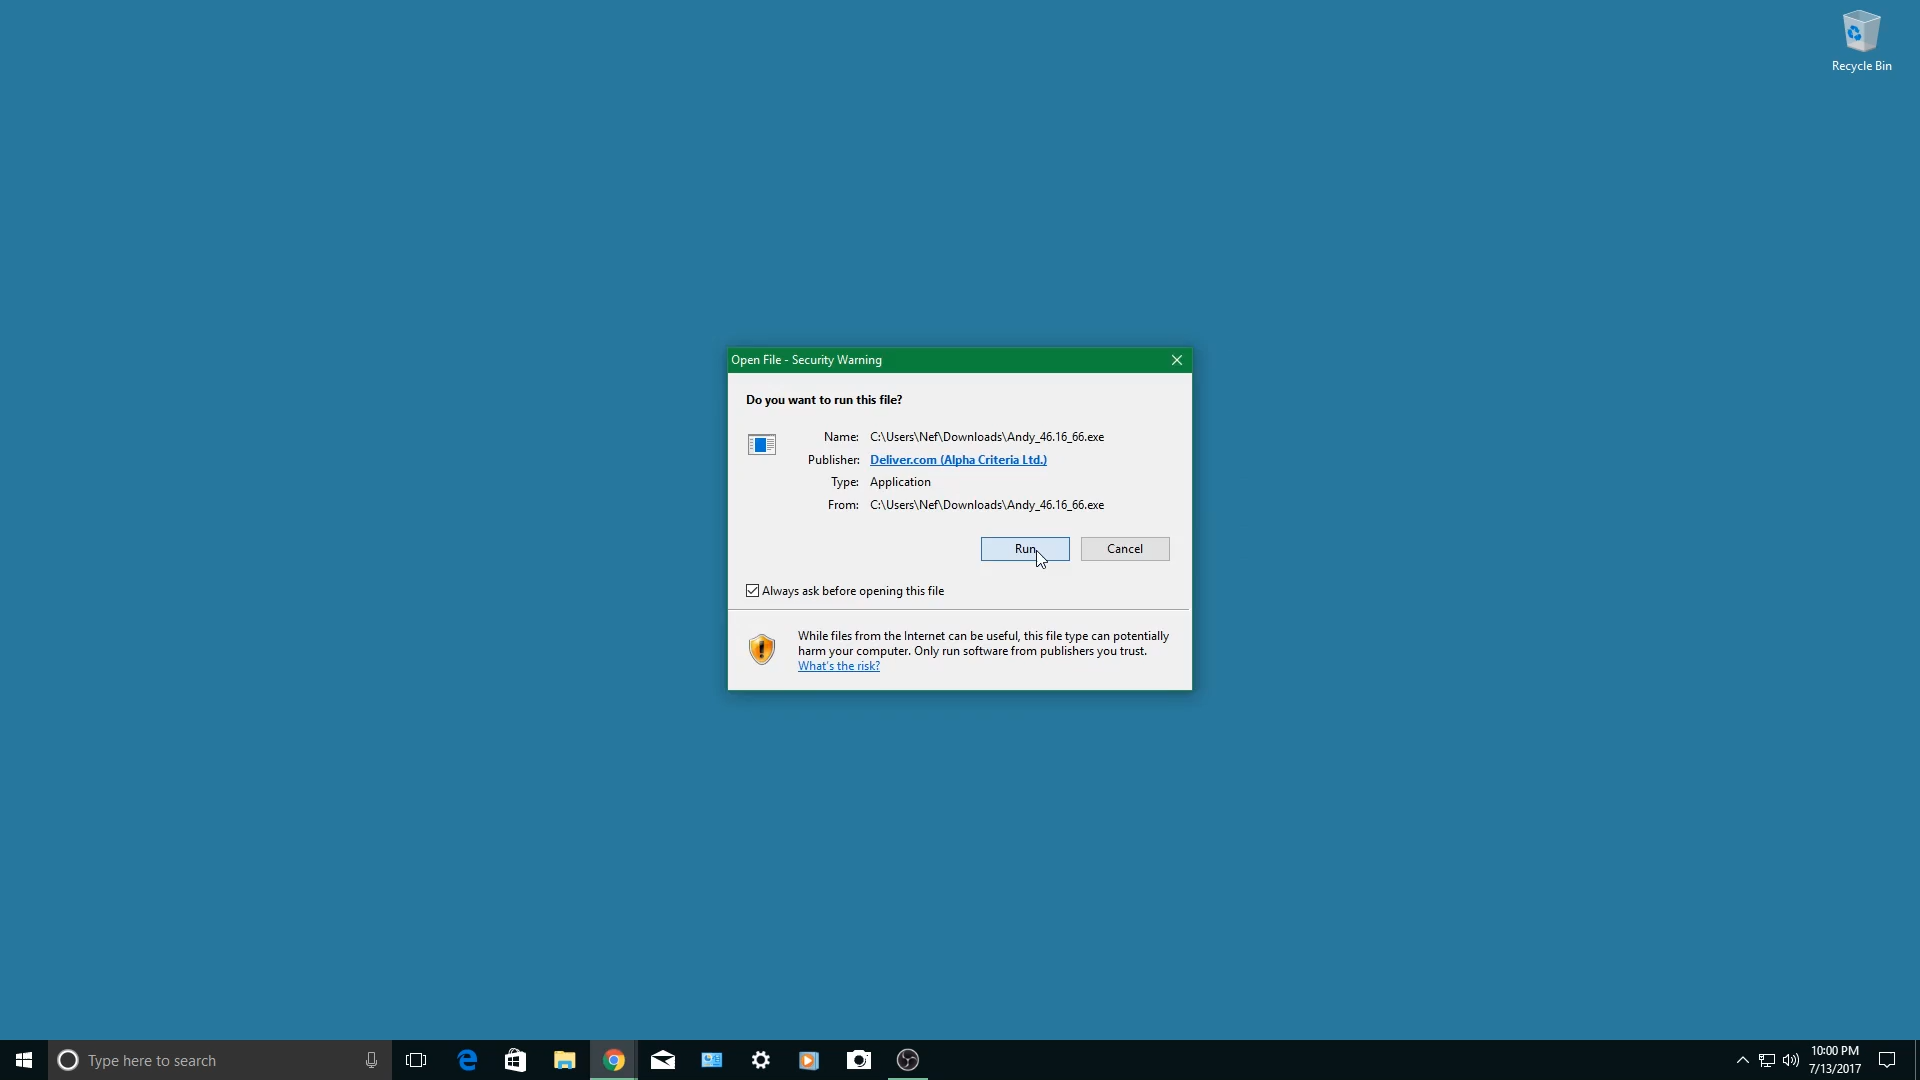 Recycle Bin
Open File - Security Warning
Do you want to run this file?
Name: C:\Users\Nef\Downloads\Andy_46.16_66.exe
Publisher: Deliver.com (Alpha Criteria Ltd.)
Type: Application
From: C:\Users\Nef\Downloads\Andy_46.16_66.exe
Run Cancel
Always ask before opening this file
While files from the Internet can be useful, this file type can potentially
harm your computer. Only run software from publishers you trust.
What's the risk?
Type here to search
10:00 PM
7/13/2017